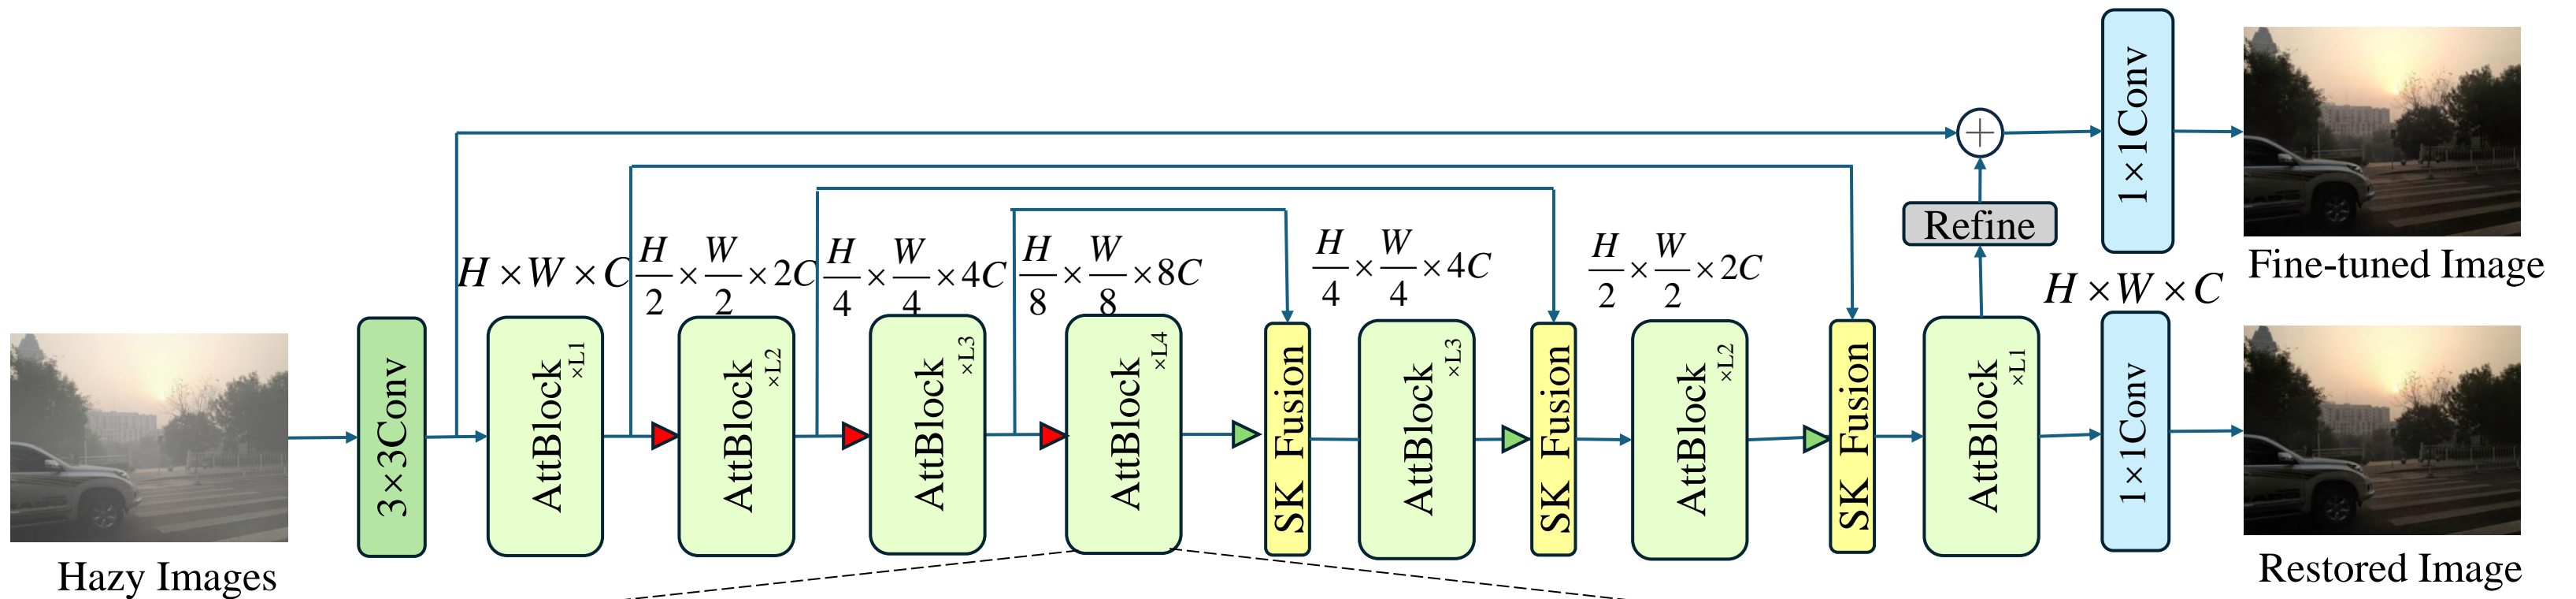 Hazy Images
3×3Conv
H×W×C
AttBlock ×L1
H/2 × W/2 × 2C
AttBlock ×L2
H/4 × W/4 × 4C
AttBlock ×L3
H/8 × W/8 × 8C
AttBlock ×L4
SK Fusion
H/4 × W/4 × 4C
AttBlock ×L3
SK Fusion
H/2 × W/2 × 2C
AttBlock ×L2
SK Fusion
AttBlock ×L1
Refine
+
1×1Conv
Fine-tuned Image
H×W×C
1×1Conv
Restored Image